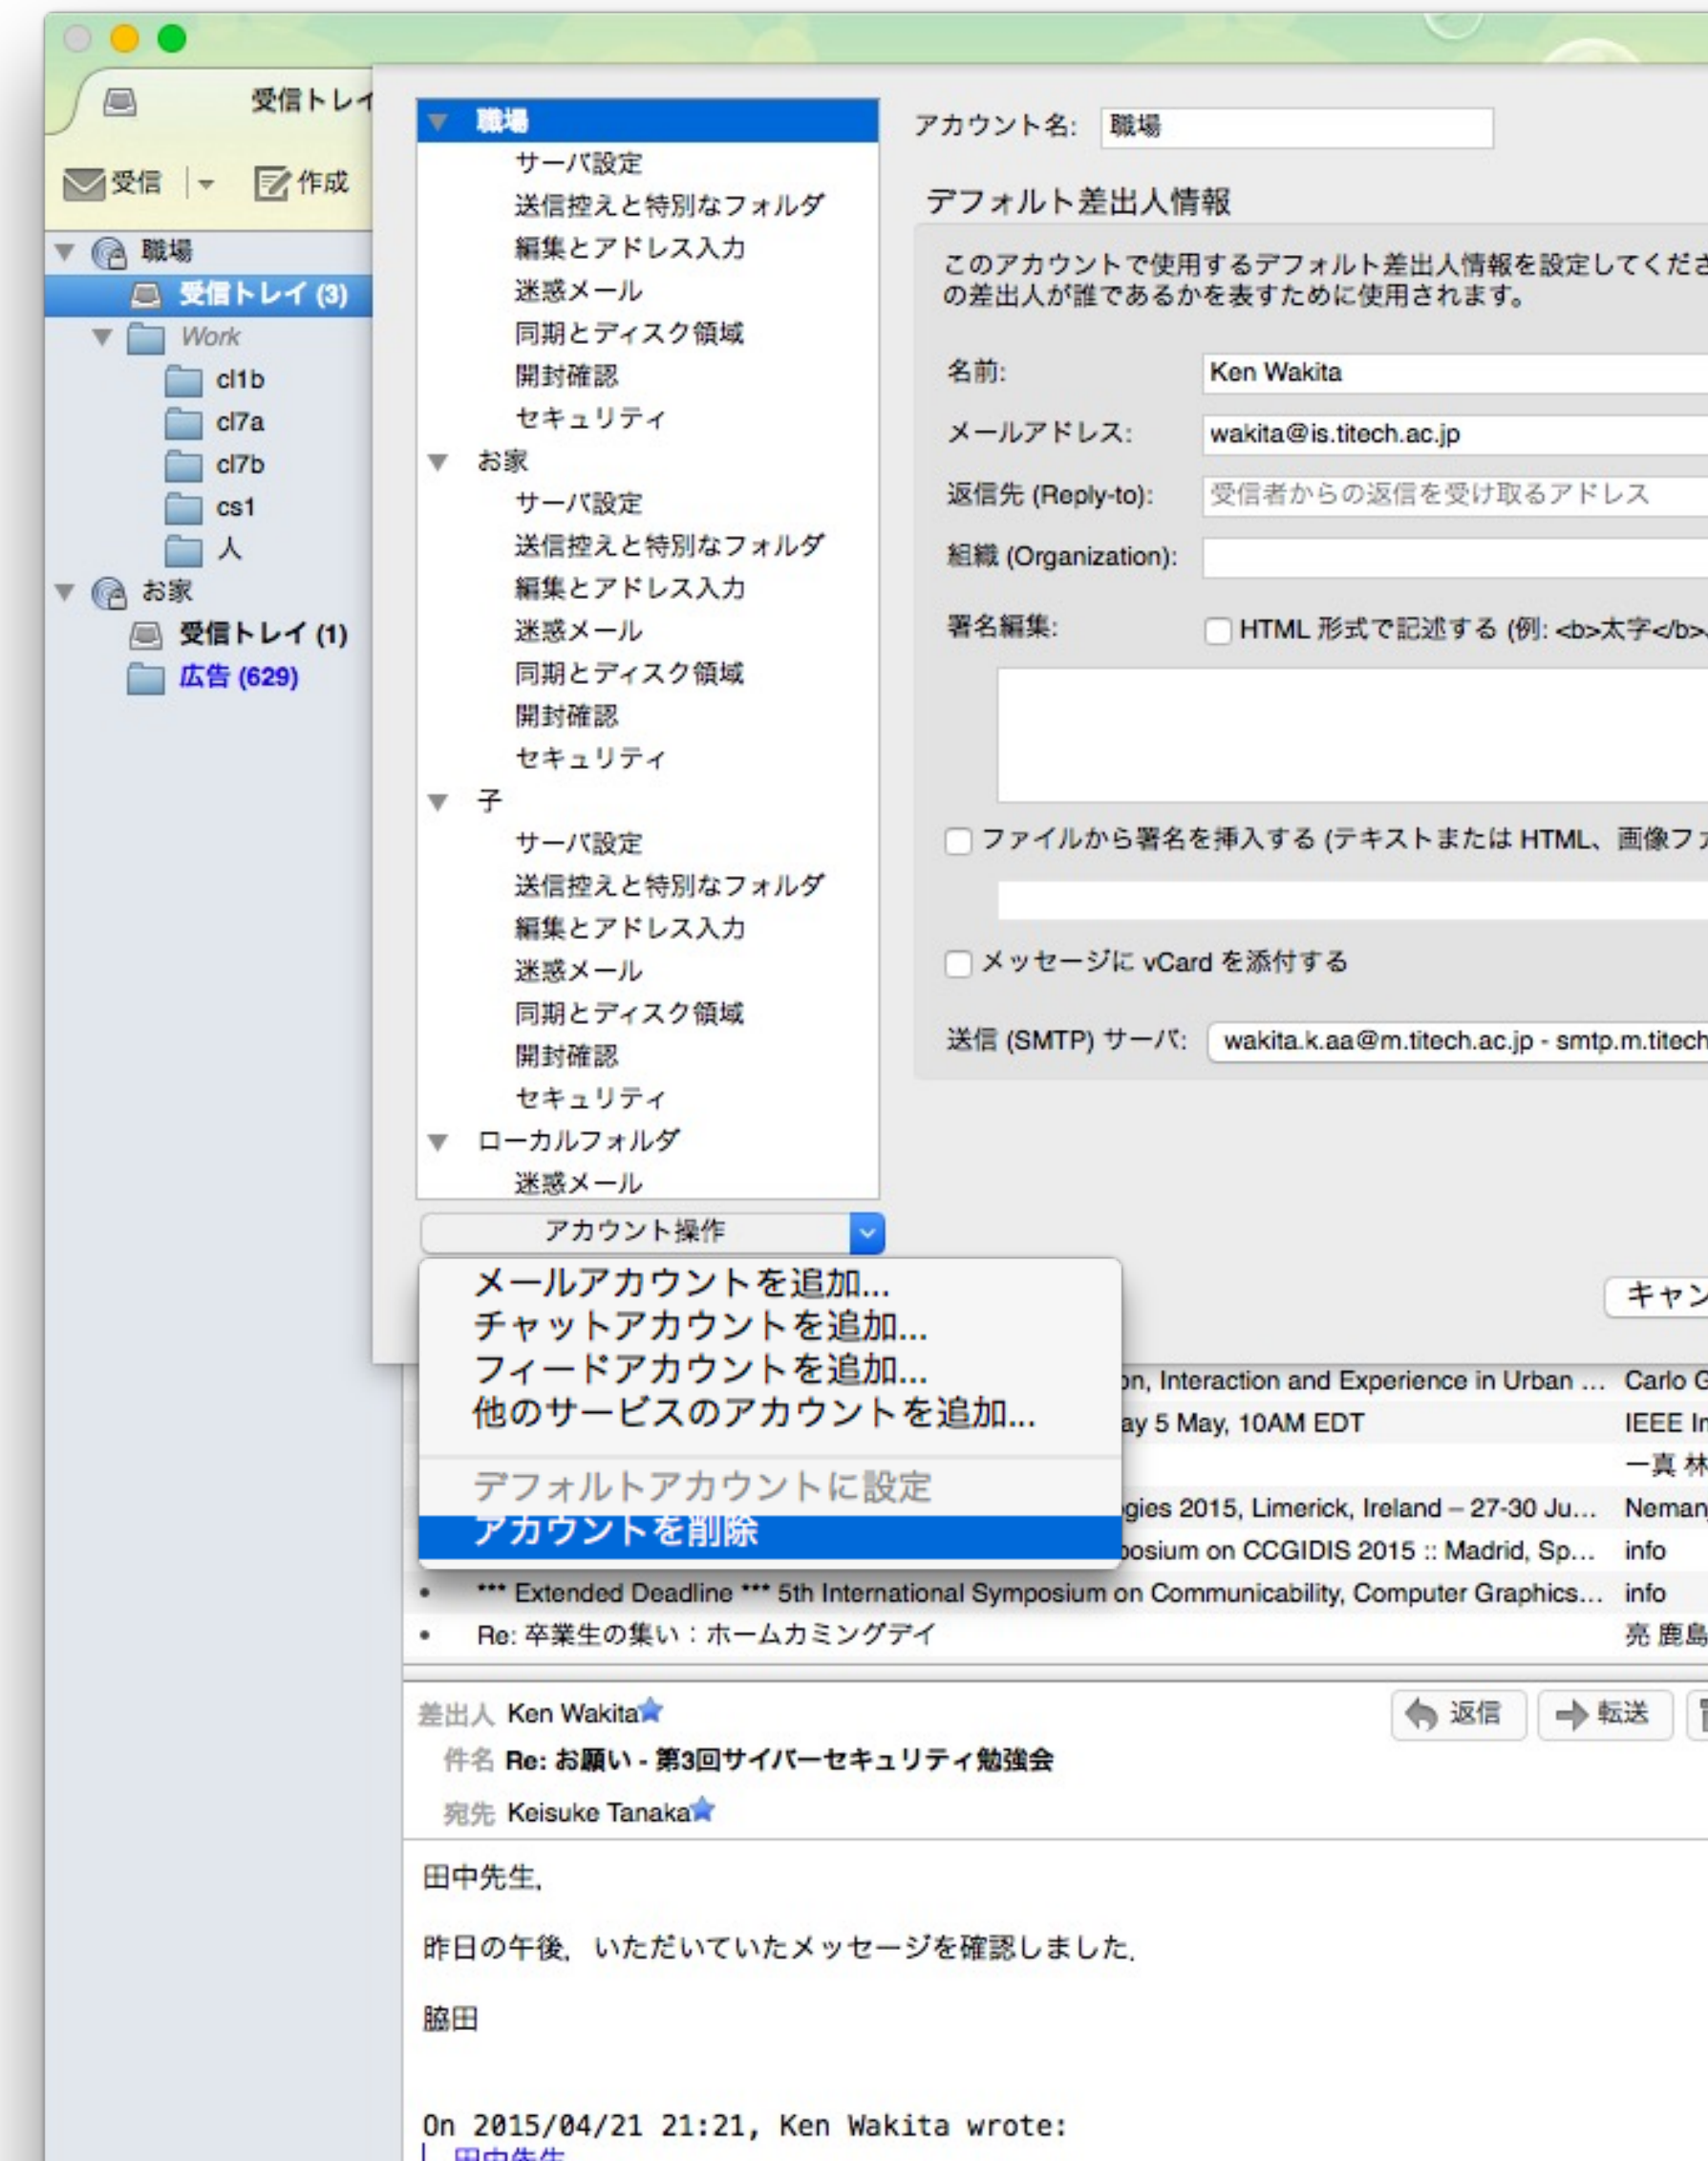 受信トレイ
受信
作成
職場
受信トレイ (3)
Work
cl1b
cl7a
cl7b
cs1
人
お家
受信トレイ (1)
広告 (629)
職場
サーバ設定
送信控えと特別なフォルダ
編集とアドレス入力
迷惑メール
同期とディスク領域
開封確認
セキュリティ
お家
サーバ設定
送信控えと特別なフォルダ
編集とアドレス入力
迷惑メール
同期とディスク領域
開封確認
セキュリティ
子
サーバ設定
送信控えと特別なフォルダ
編集とアドレス入力
迷惑メール
同期とディスク領域
開封確認
セキュリティ
ローカルフォルダ
迷惑メール
アカウント操作
メールアカウントを追加...
チャットアカウントを追加...
フィードアカウントを追加...
他のサービスのアカウントを追加...
デフォルトアカウントに設定
アカウントを削除
アカウント名: 職場
デフォルト差出人情報
このアカウントで使用するデフォルト差出人情報を設定してくださ
の差出人が誰であるかを表すために使用されます。
名前: Ken Wakita
メールアドレス: wakita@is.titech.ac.jp
返信先 (Reply-to): 受信者からの返信を受け取るアドレス
組織 (Organization):
署名編集: HTML 形式で記述する (例: <b>太字</b>
ファイルから署名を挿入する (テキストまたは HTML、画像ファ
メッセージに vCard を添付する
送信 (SMTP) サーバ: wakita.k.aa@m.titech.ac.jp - smtp.m.titech
キャン
on, Interaction and Experience in Urban ... Carlo G
ay 5 May, 10AM EDT IEEE In
一真 林
gies 2015, Limerick, Ireland – 27-30 Ju... Neman
posium on CCGIDIS 2015 :: Madrid, Sp... info
• *** Extended Deadline *** 5th International Symposium on Communicability, Computer Graphics... info
• Re: 卒業生の集い：ホームカミングデイ 亮 鹿島
差出人 Ken Wakita
返信 転送
件名 Re: お願い - 第3回サイバーセキュリティ勉強会
宛先 Keisuke Tanaka
田中先生，
昨日の午後，いただいていたメッセージを確認しました．
脇田
On 2015/04/21 21:21, Ken Wakita wrote:
田中先生